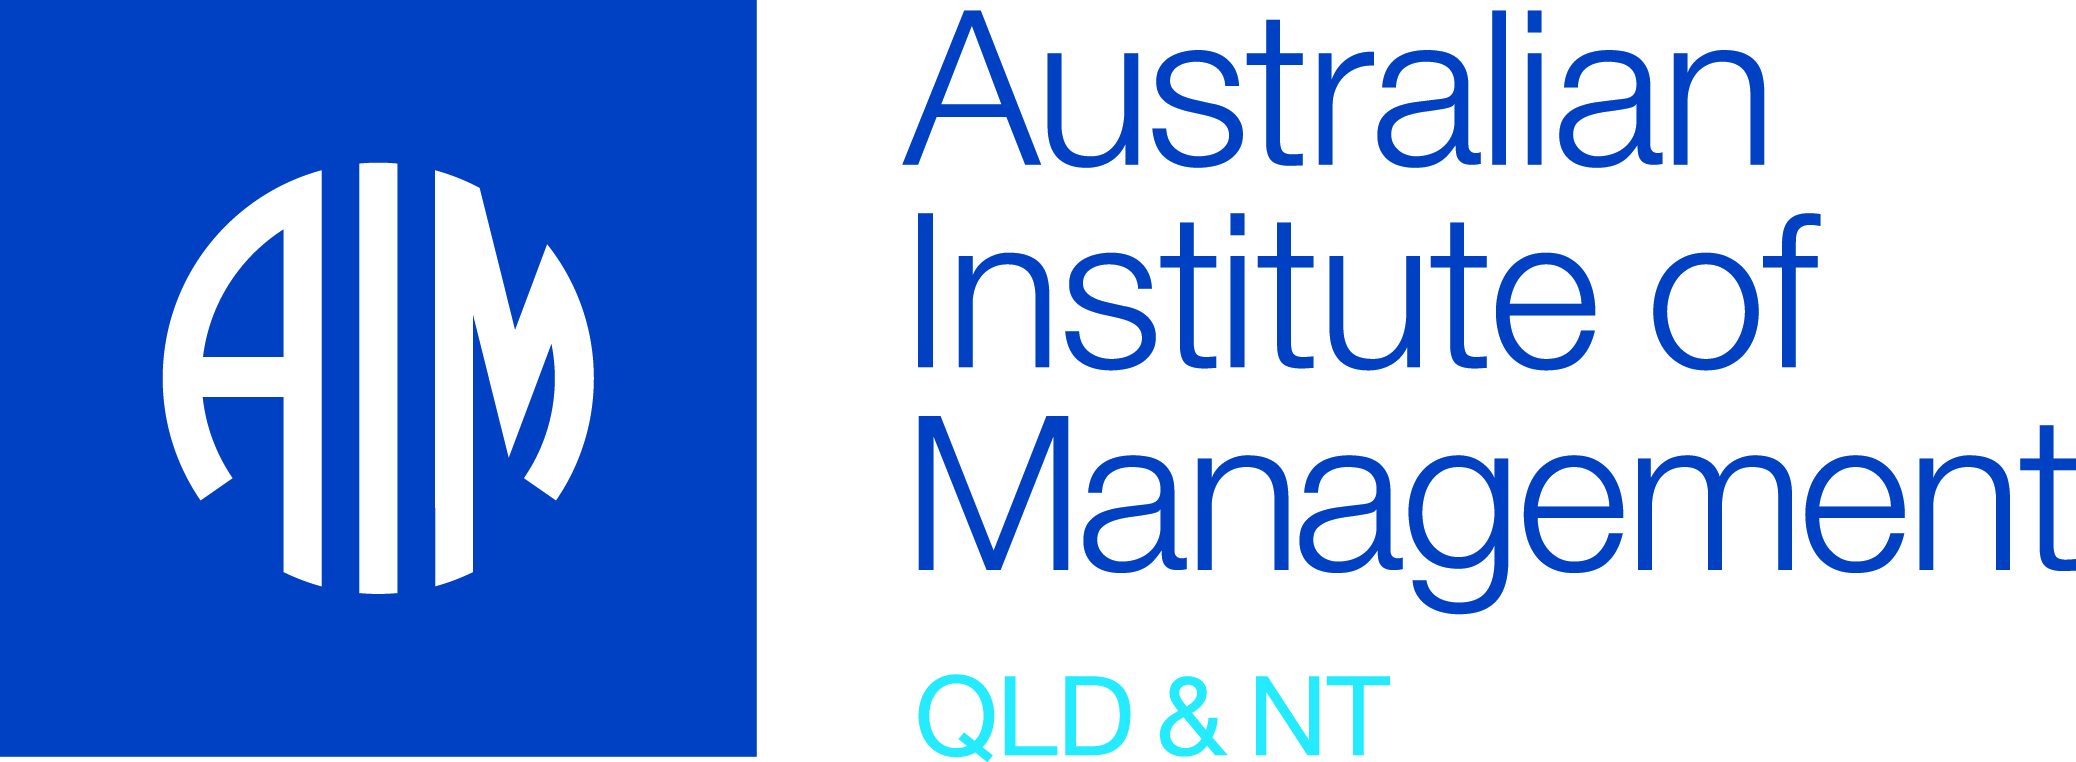 AIM
Australian
Institute of
Management
QLD & NT